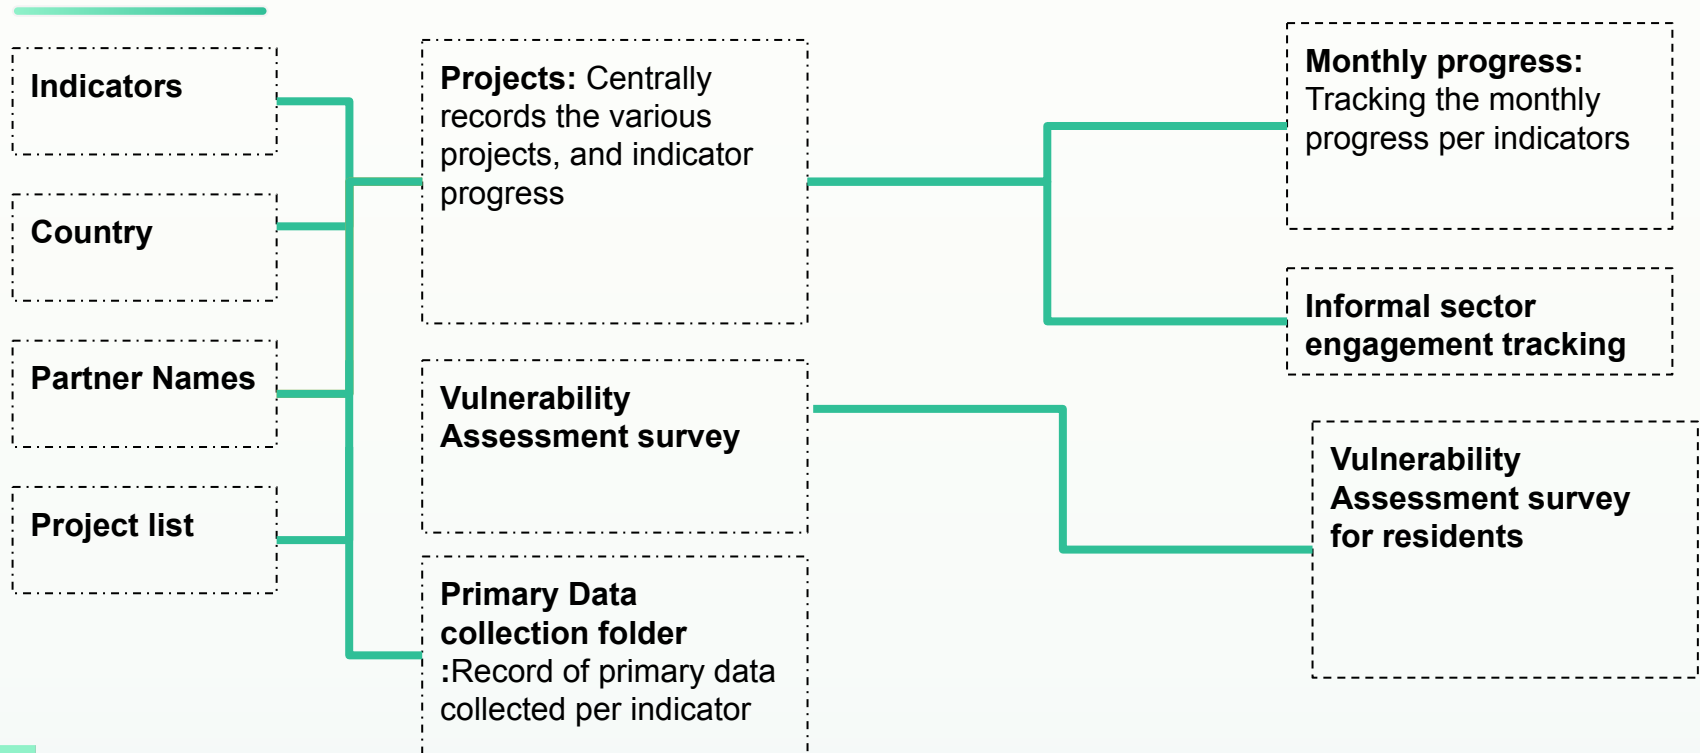 Indicators
Country
Partner Names
Project list
Projects: Centrally
records the various
projects, and indicator
progress
Vulnerability
Assessment survey
Primary Data
collection folder
:Record of primary data
collected per indicator
Monthly progress:
Tracking the monthly
progress per indicators
Informal sector
engagement tracking
Vulnerability
Assessment survey
for residents